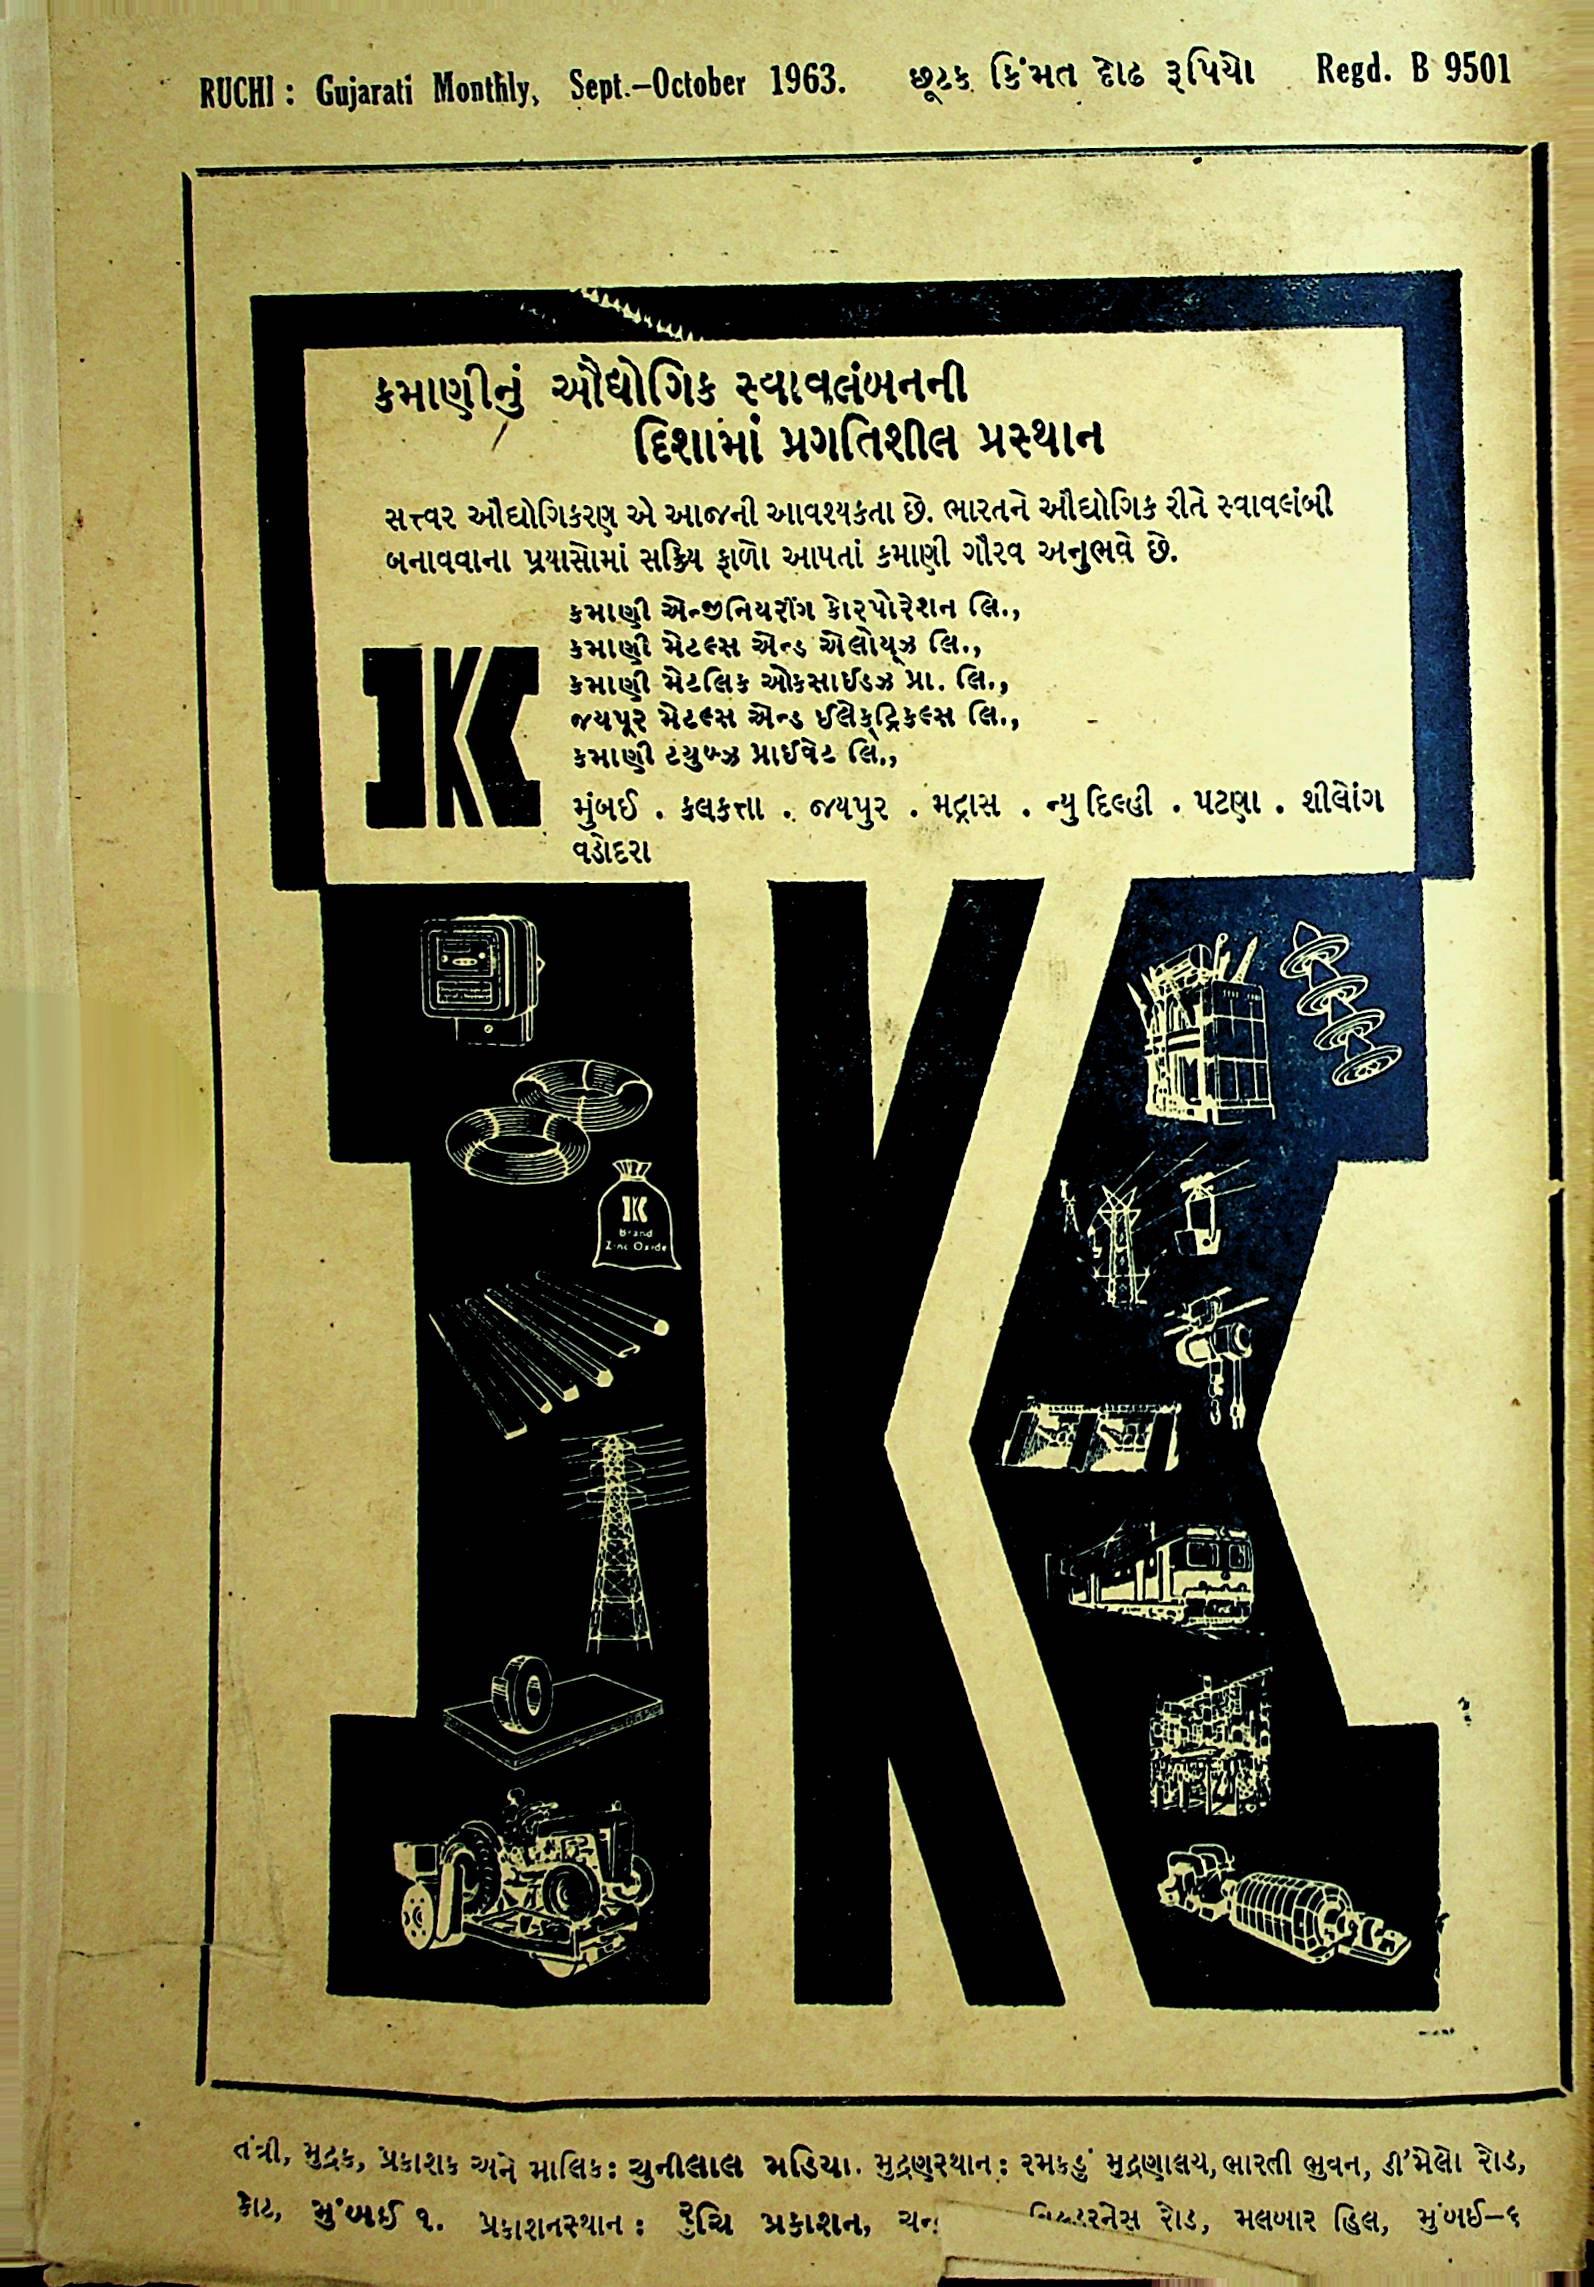 RUCHI : Gujarati Monthly, Sept.–October 1963. છૂટક કિંમત દોઢ રૂપિયો Regd. B 9501
કમાણીનું ઔદ્યોગિક સ્વાવલંબનની
દિશામાં પ્રગતિશીલ પ્રસ્થાન
સત્ત્વર ઔદ્યોગિકરણ એ આજની આવશ્યકતા છે. ભારતને ઔદ્યોગિક રીતે સ્વાવલંબી
બનાવવાના પ્રયાસોમાં સક્રિય ફાળો આપતાં કમાણી ગૌરવ અનુભવે છે.
કમાણી એન્જીનિયરીંગ કોર્પોરેશન લિ.,
કમાણી મેટલ્સ એન્ડ એલોયૂઝ લિ.,
કમાણી મેટલિક ઓકસાઈડઝ પ્રા. લિ.,
જયપૂર મેટલ્સ એન્ડ ઈલેક્ટ્રિકલ્સ લિ.,
કમાણી ટયુબ્ઝ પ્રાઈવેટ લિ.,
મુંબઈ . કલકત્તા . જયપુર . મદ્રાસ . ન્યુ દિલ્હી . પટણા . શીલોંગ
વડોદરા
K
K
Brand
Zinc Oxide
તંત્રી, મુદ્રક, પ્રકાશક અને માલિક: ચુનીલાલ મડિયા. મુદ્રણસ્થાન : રમકડું મુદ્રણાલય, ભારતી ભુવન, ડી'મેલો રોડ,
કોટ, મુંબઈ ૧. પ્રકાશનસ્થાન : રુચિ પ્રકાશન, રોડ, મલબાર હિલ, મુંબઈ–૬